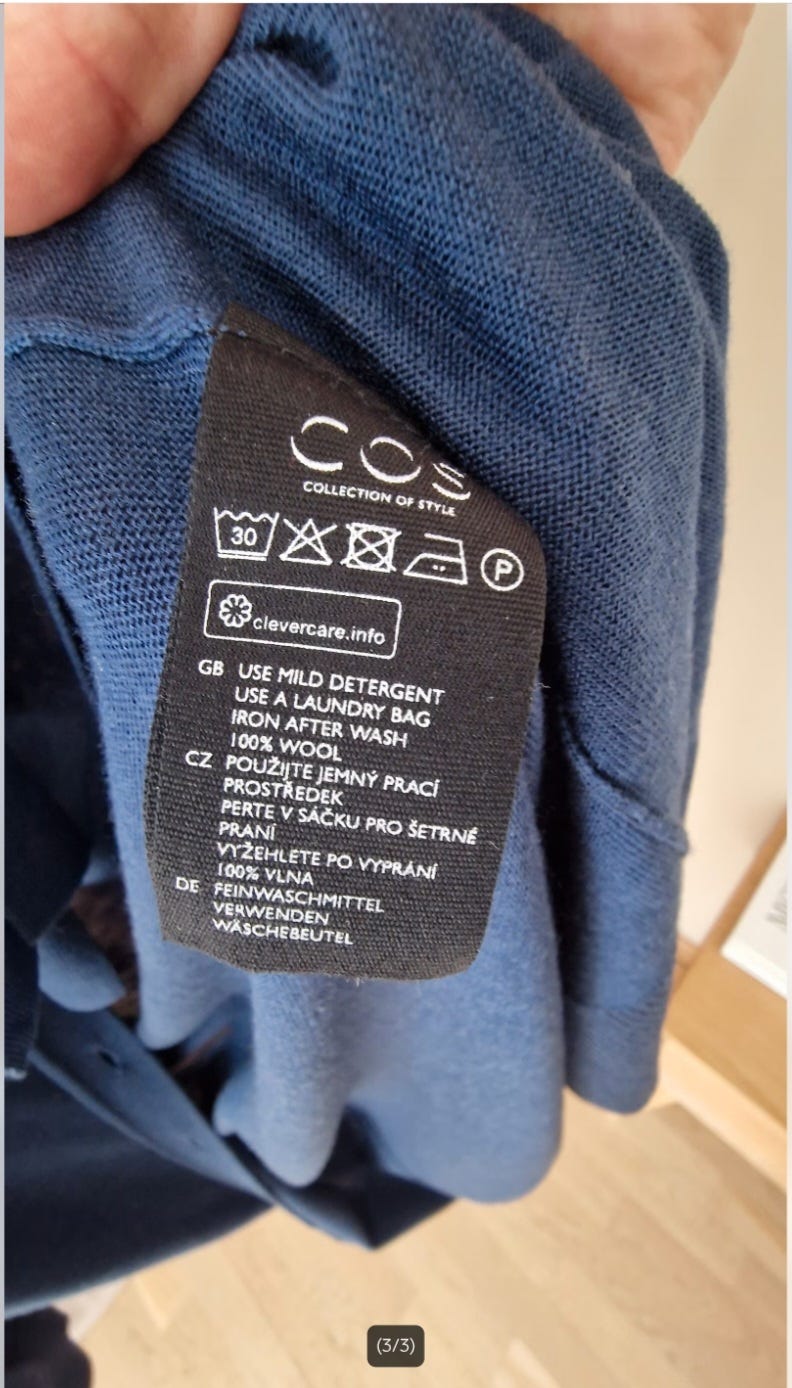 COS
COLLECTION OF STYLE
30
P
clevercare.info
GB USE MILD DETERGENT
USE A LAUNDRY BAG
IRON AFTER WASH
100% WOOL
CZ POUŽIJTE JEMNÝ PRACÍ
PROSTŘEDEK
PERTE V SÁČKU PRO ŠETRNÉ
PRANÍ
VYŽEHLETE PO VYPRÁNÍ
100% VLNA
DE FEINWASCHMITTEL
VERWENDEN
WÄSCHEBEUTEL
(3/3)